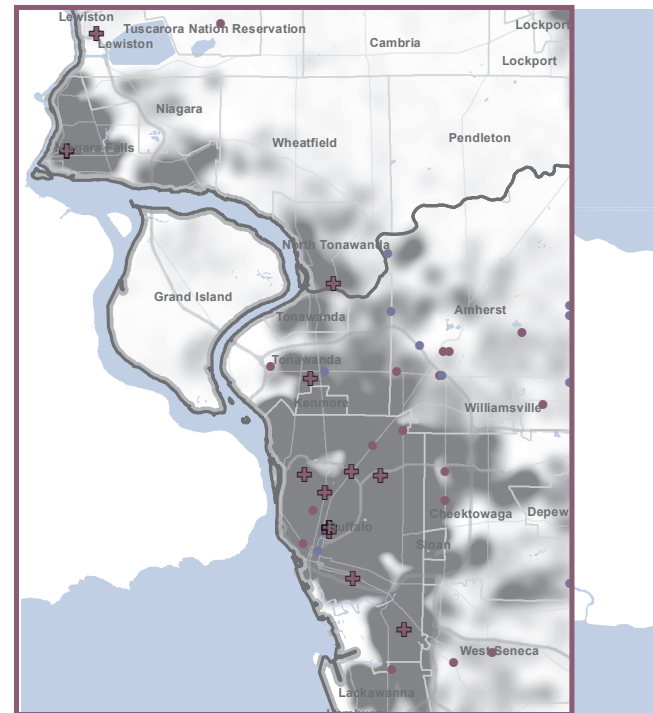 Lewiston
Tuscarora Nation Reservation
Lockport
Lewiston
Cambria
Lockport
Niagara
Pendleton
Wheatfield
Niagara Falls
North Tonawanda
Grand Island
Amherst
Tonawanda
Tonawanda
Kenmore
Williamsville
Cheektowaga
Depew
Buffalo
Sloan
West Seneca
Lackawanna
Hamburg